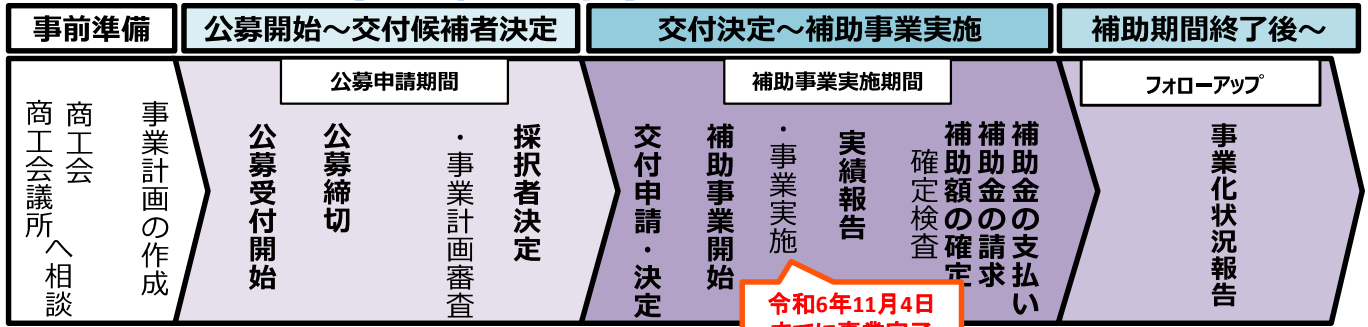 事前準備
公募開始～交付候補者決定
交付決定～補助事業実施
補助期間終了後～
公募申請期間
補助事業実施期間
フォローアップ
商工会
商工会議所
へ相談
事業計画の作成
公募受付開始
公募締切
・事業計画審査
採択者決定
交付申請・決定
補助事業開始
・事業実施
実績報告
確定検査
補助額の確定
補助金の請求
補助金の支払い
事業化状況報告
令和6年11月4日
までに事業完了